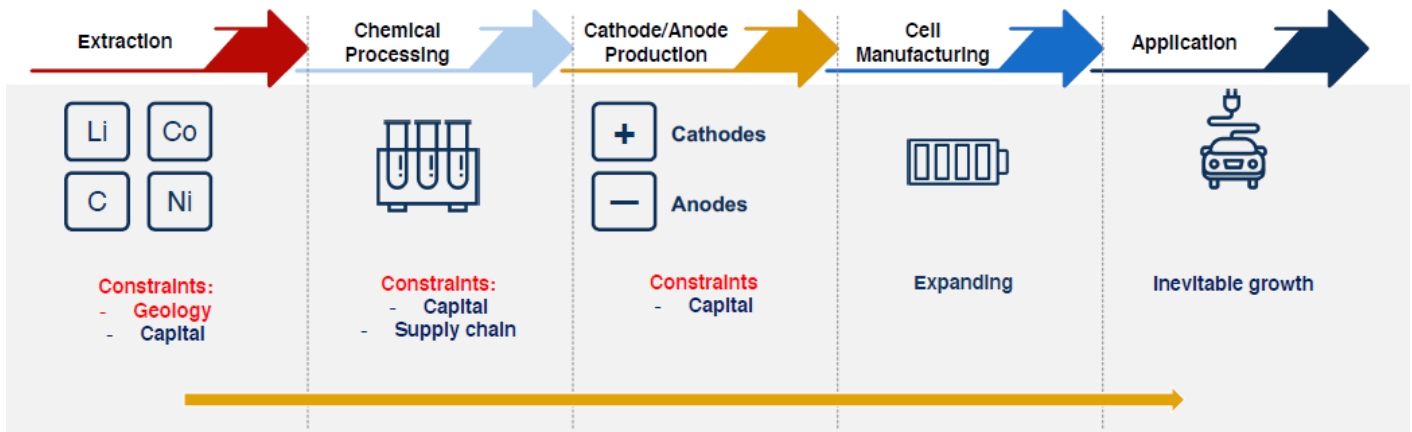 Extraction
Chemical
Processing
Cathode/Anode
Production
Cell
Manufacturing
Application
Li
Co
C
Ni
+
Cathodes
−
Anodes
Constraints:
- Geology
- Capital
Constraints:
- Capital
- Supply chain
Constraints
- Capital
Expanding
Inevitable growth